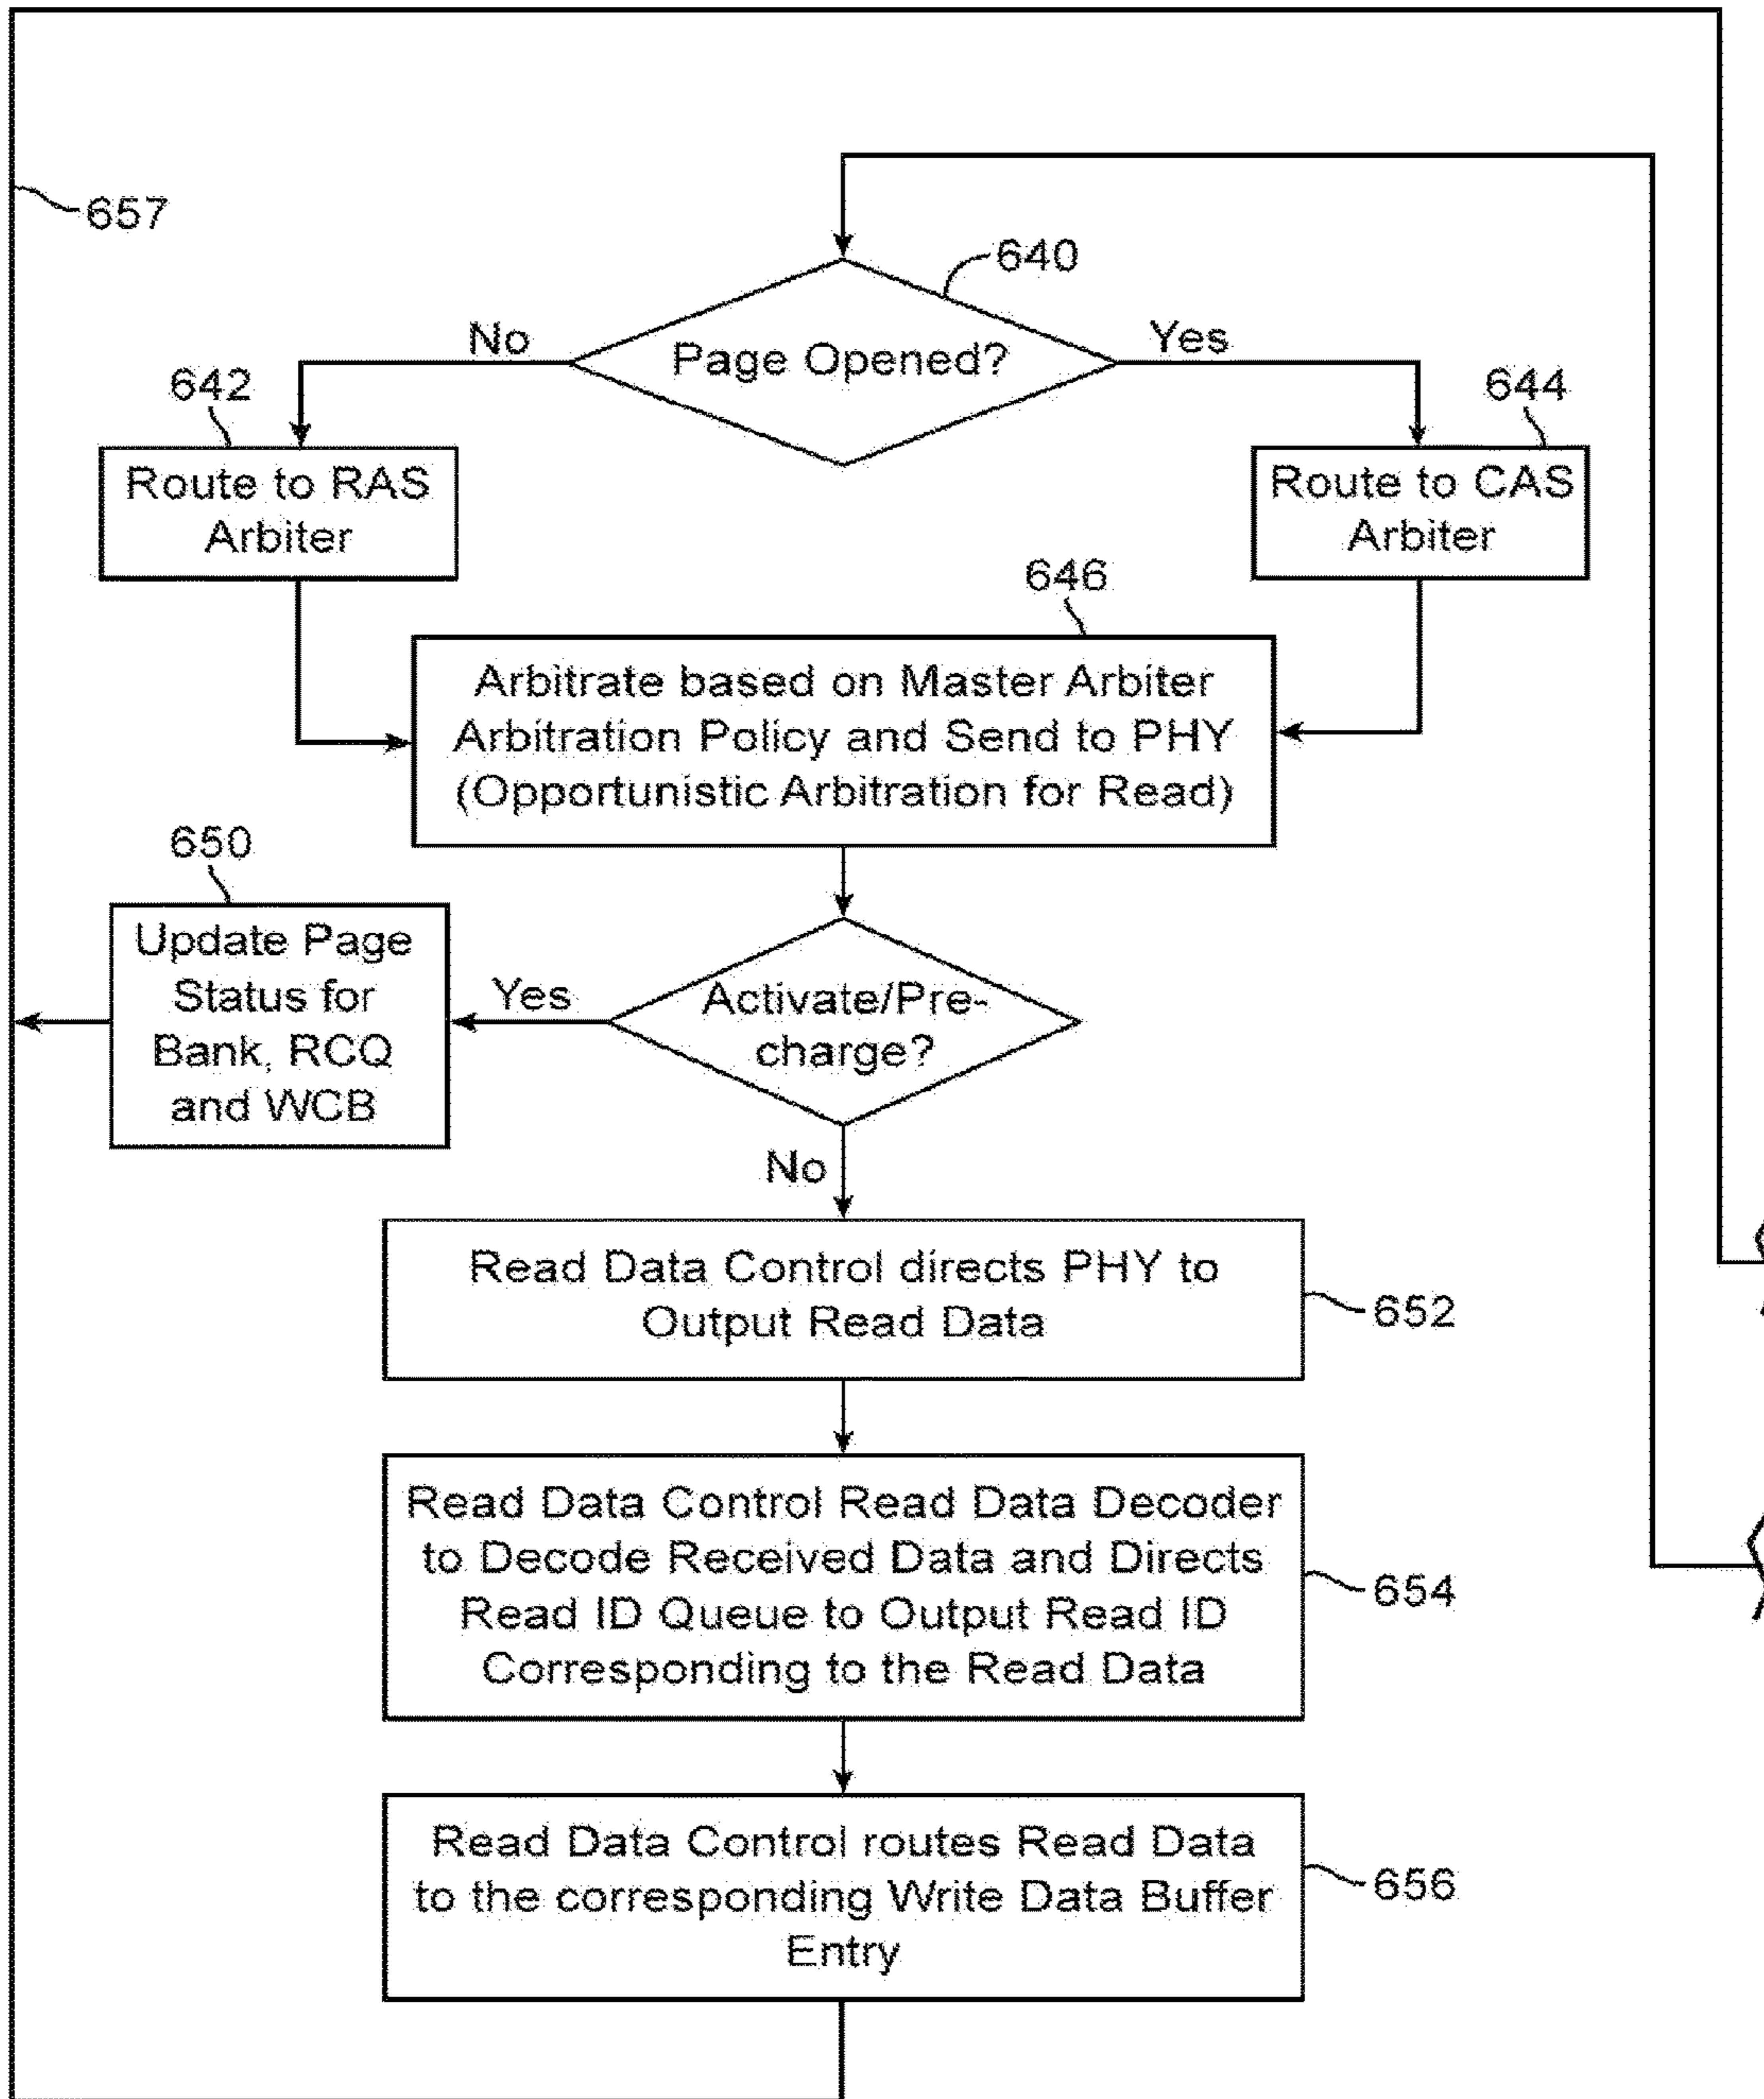 657
640
No
Page Opened?
Yes
642
644
Route to RAS
Arbiter
Route to CAS
Arbiter
646
Arbitrate based on Master Arbiter
Arbitration Policy and Send to PHY
(Opportunistic Arbitration for Read)
650
Update Page
Status for
Bank, RCQ
and WCB
Yes
Activate/Pre-
charge?
No
Read Data Control directs PHY to
Output Read Data
652
Read Data Control Read Data Decoder
to Decode Received Data and Directs
Read ID Queue to Output Read ID
Corresponding to the Read Data
654
Read Data Control routes Read Data
to the corresponding Write Data Buffer
Entry
656